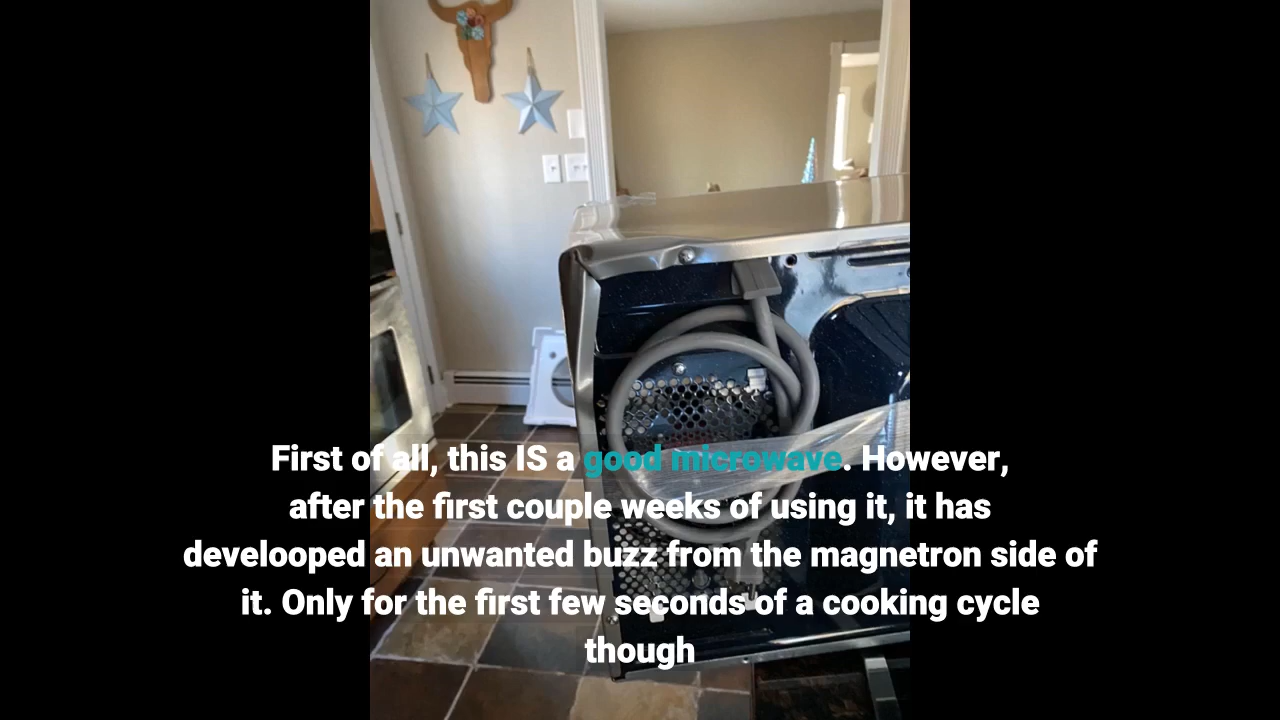 First of all, this IS a good microwave. However,
after the first couple weeks of using it, it has
develooped an unwanted buzz from the magnetron side of
it. Only for the first few seconds of a cooking cycle
though